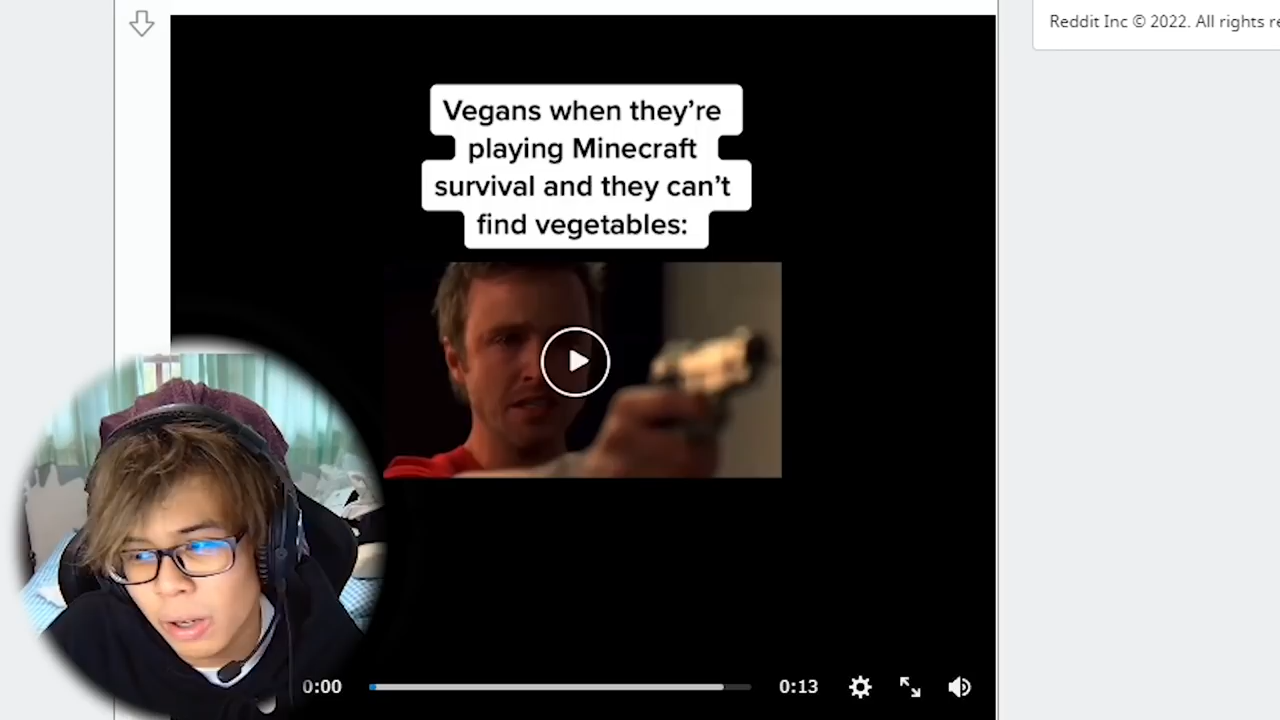 Reddit Inc © 2022. All rights
Vegans when they're
playing Minecraft
survival and they can't
find vegetables:
0:00
0:13